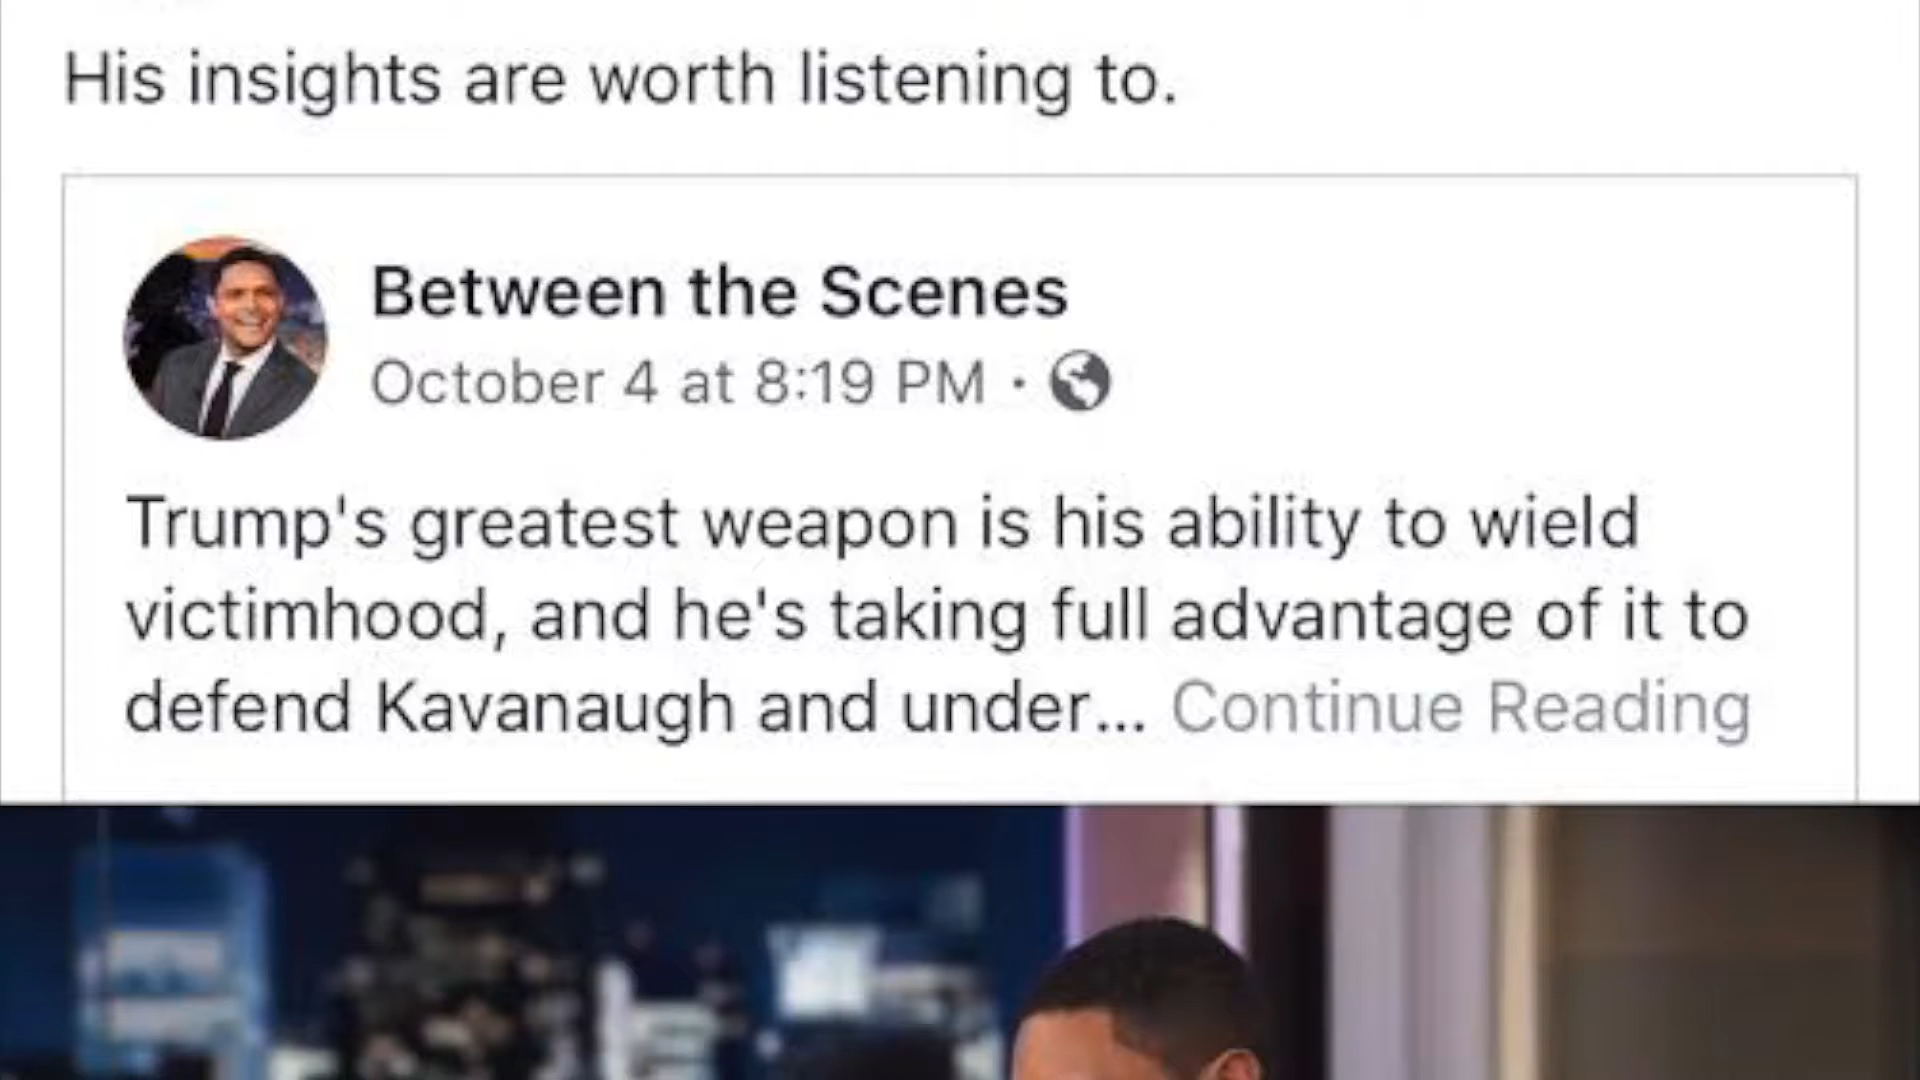 His insights are worth listening to.
Between the Scenes
October 4 at 8:19 PM ·
Trump's greatest weapon is his ability to wield
victimhood, and he's taking full advantage of it to
defend Kavanaugh and under... Continue Reading